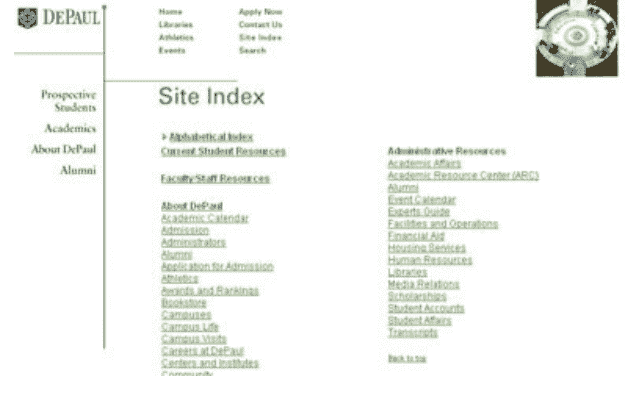 DEPAUL
Home
Libraries
Athletics
Events
Apply Now
Contact Us
Site Index
Search
Prospective
Students
Academics
About DePaul
Alumni
Site Index
> Alphabetical Index
Current Student Resources
Faculty/Staff Resources
About DePaul
Academic Calendar
Admission
Administrators
Alumni
Application for Admission
Athletics
Awards and Rankings
Bookstore
Campuses
Campus Life
Campus Visits
Careers at DePaul
Centers and Institutes
Community
Administrative Resources
Academic Affairs
Academic Resource Center (ARC)
Alumni
Event Calendar
Experts Guide
Facilities and Operations
Financial Aid
Housing Services
Human Resources
Libraries
Media Relations
Scholarships
Student Accounts
Student Affairs
Transcripts
Back to top